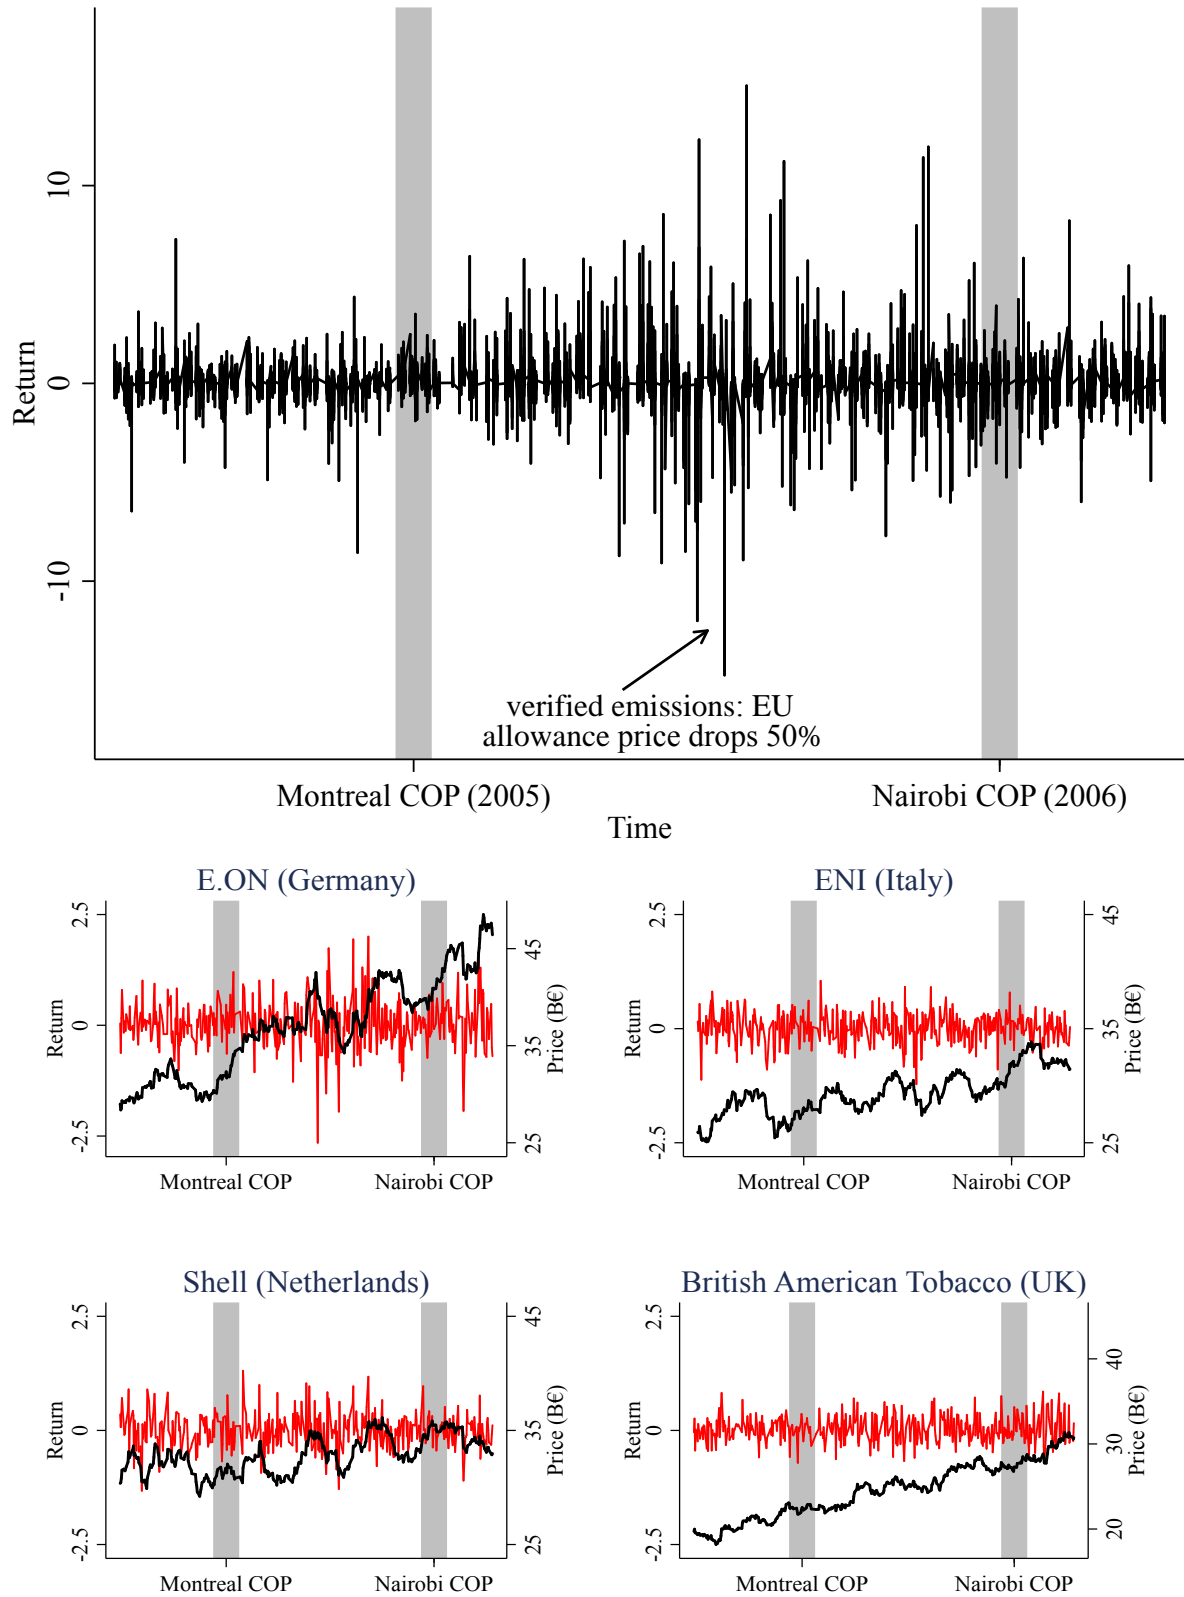 Return
10
0
-10
verified emissions: EU
allowance price drops 50%
Montreal COP (2005)
Nairobi COP (2006)
Time
E.ON (Germany)
Return
2.5
0
-2.5
45
35
25
Price (B€)
Montreal COP
Nairobi COP
ENI (Italy)
Return
2.5
0
-2.5
45
35
25
Price (B€)
Montreal COP
Nairobi COP
Shell (Netherlands)
Return
2.5
0
-2.5
45
35
25
Price (B€)
Montreal COP
Nairobi COP
British American Tobacco (UK)
Return
2.5
0
-2.5
40
30
20
Price (B€)
Montreal COP
Nairobi COP